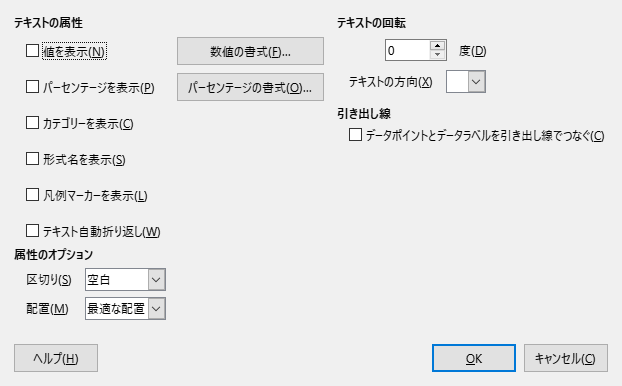 テキストの属性
値を表示(N)
数値の書式(F)...
パーセンテージを表示(P)
パーセンテージの書式(O)...
カテゴリーを表示(C)
形式名を表示(S)
凡例マーカーを表示(L)
テキスト自動折り返し(W)
属性のオプション
区切り(S)
空白
配置(M)
最適な配置
テキストの回転
0
度(D)
テキストの方向(X)
引き出し線
データポイントとデータラベルを引き出し線でつなぐ(C)
ヘルプ(H)
OK
キャンセル(C)